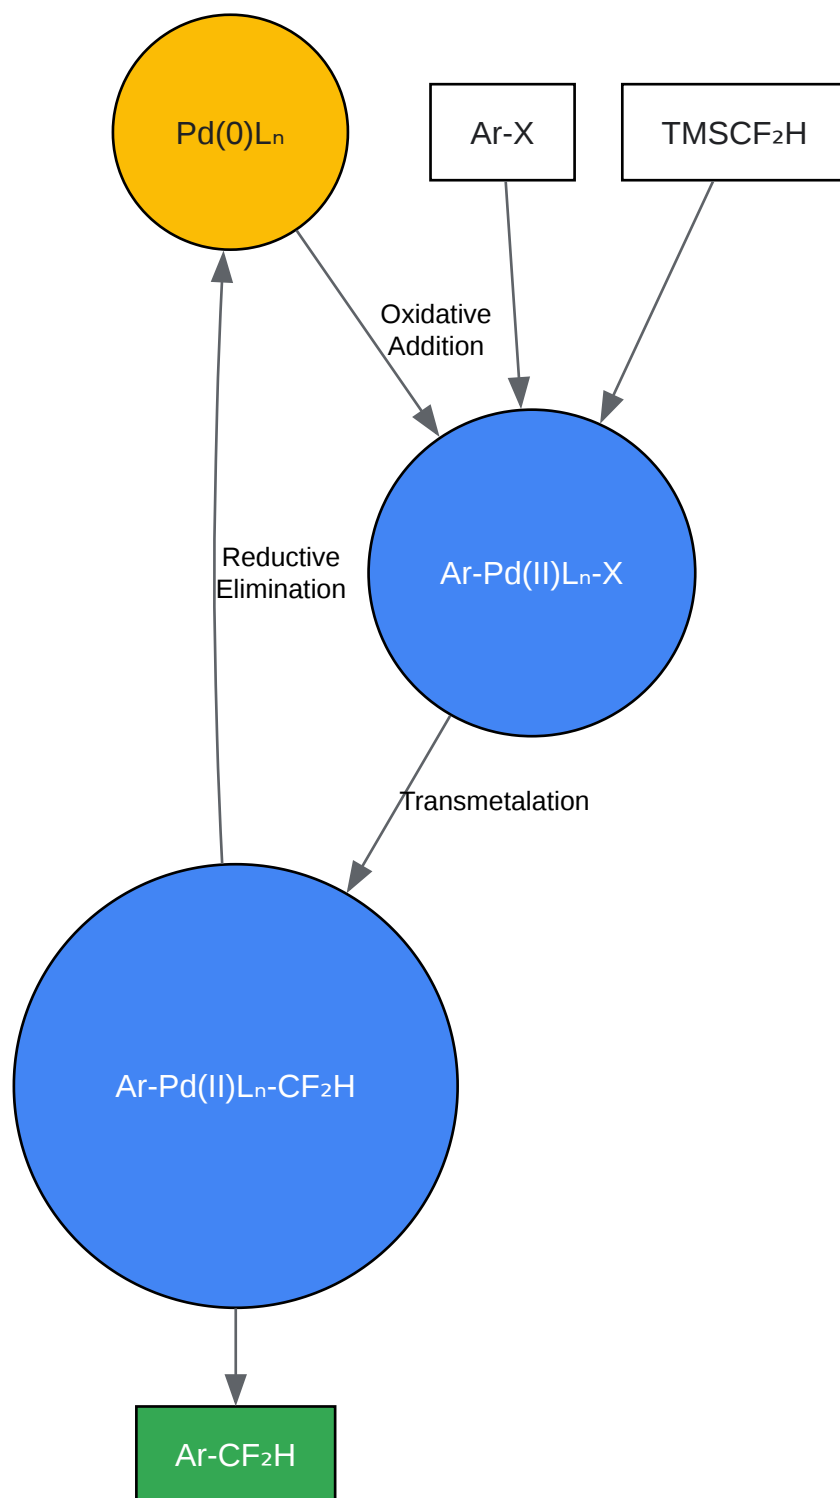 Pd(0)Lₙ
Ar-X
TMSCF₂H
Oxidative
Addition
Reductive
Elimination
Ar-Pd(II)Lₙ-X
Transmetalation
Ar-Pd(II)Lₙ-CF₂H
Ar-CF₂H